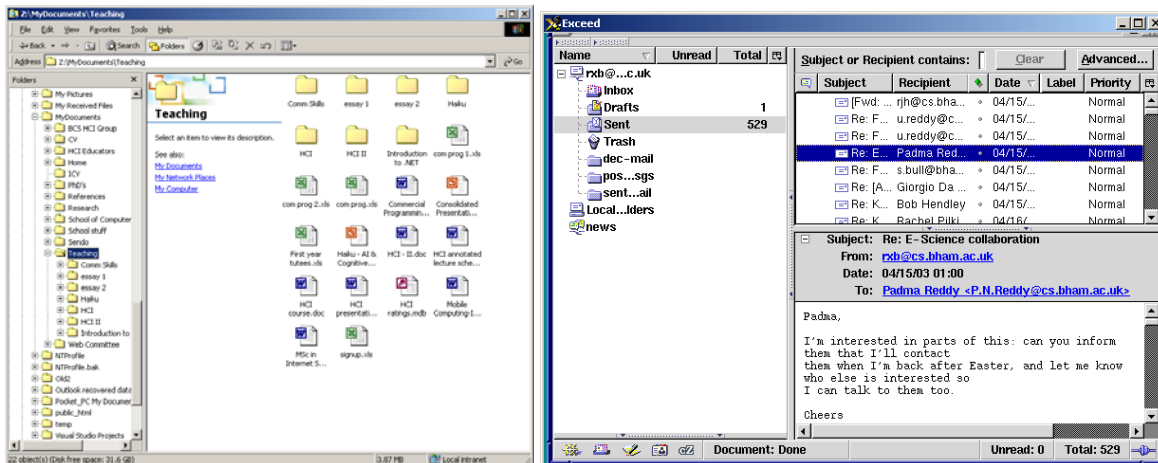 Z:\MyDocuments\Teaching
File Edit View Favorites Tools Help
Back Search Folders
Address Z:\MyDocuments\Teaching Go
Folders
My Pictures
My Received Files
MyDocuments
BCS HCI Group
CV
HCI Educators
Home
ICY
PhD's
References
Research
School of Computer
School stuff
Sendo
Teaching
Comm Skills
essay 1
essay 2
Haiku
HCI
HCI II
Introduction to
Web Committee
NTProfile
NTProfile.bak
Old2
Outlook recovered data
Pocket_PC My Documer
public_html
temp
Visual Studio Projects
Teaching
Select an item to view its description.
See also:
My Documents
My Network Places
My Computer
Comm Skills essay 1 essay 2 Haiku
HCI HCI II Introduction to .NET com prog 1.xls
com prog 2.xls com prog.xls Commercial Programmin... Consolidated Presentati...
First year tutees.xls Haiku - AI & Cognitive... HCI - II.doc HCI annotated lecture sche...
HCI course.doc HCI presentati... HCI ratings.mdb Mobile Computing-I...
MSc in Internet S... signup.xls
22 object(s) (Disk free space: 31.6 GB) 3.87 MB Local intranet
Exceed
Name Unread Total
rxb@...c.uk
Inbox
Drafts 1
Sent 529
Trash
dec-mail
pos...sgs
sent...ail
Local...lders
news
Subject or Recipient contains: Clear Advanced...
Subject Recipient Date Label Priority
[Fwd: ... rjh@cs.bha... 04/15/... Normal
Re: F... u.reddy@c... 04/15/... Normal
Re: F... u.reddy@c... 04/15/... Normal
Re: E... Padma Red... 04/15/... Normal
Re: F... s.bull@bha... 04/15/... Normal
Re: [A... Giorgio Da ... 04/15/... Normal
Re: K... Bob Hendley 04/15/... Normal
Re: K... Rachel Pilki... 04/16/... Normal
Subject: Re: E-Science collaboration
From: rxb@cs.bham.ac.uk
Date: 04/15/03 01:00
To: Padma Reddy <P.N.Reddy@cs.bham.ac.uk>
Padma,
I'm interested in parts of this: can you inform
them that I'll contact
them when I'm back after Easter, and let me know
who else is interested so
I can talk to them too.
Cheers
Document: Done Unread: 0 Total: 529